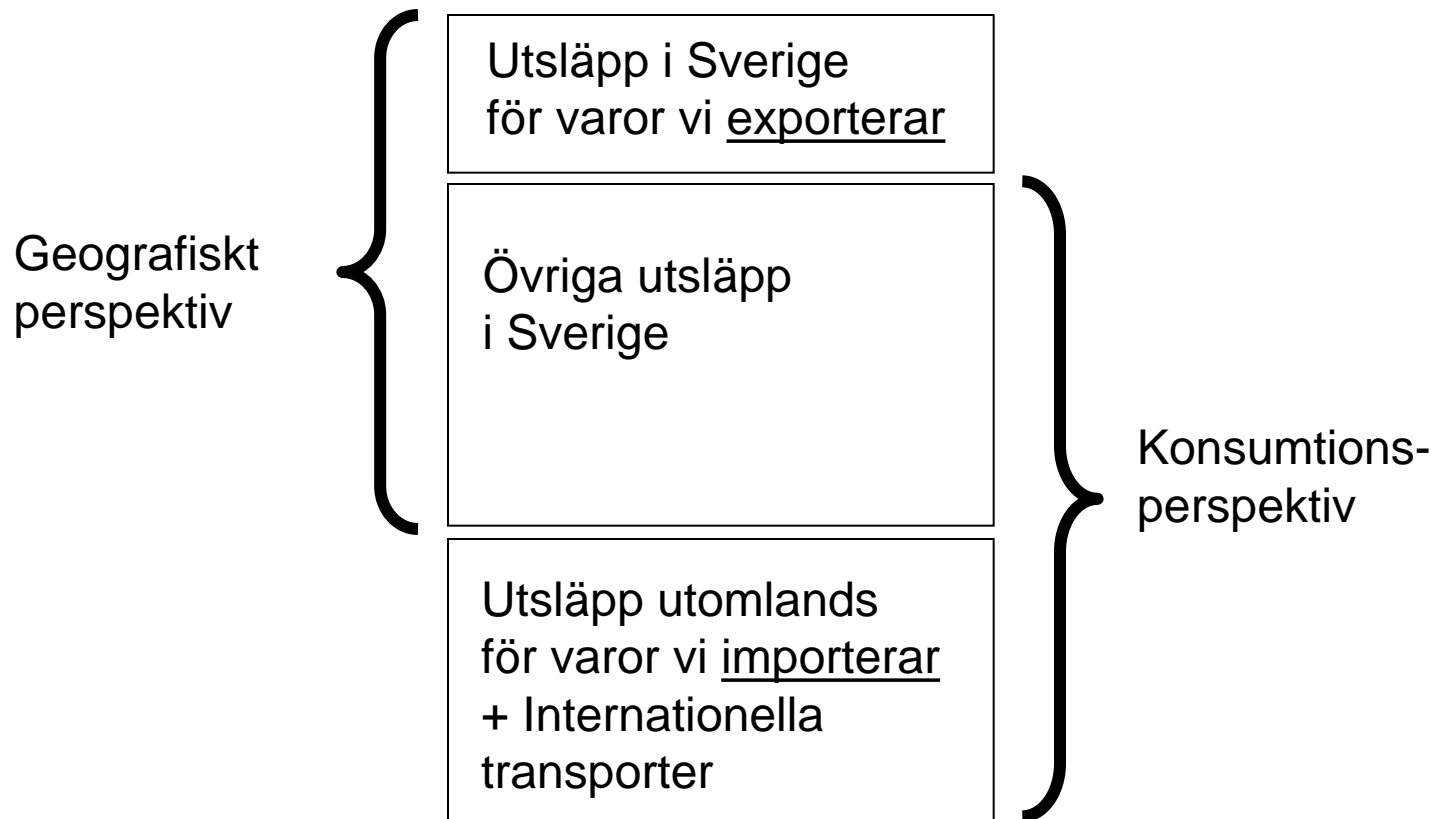 Utsläpp i Sverige
för varor vi exporterar
Geografiskt
perspektiv
Övriga utsläpp
i Sverige
Konsumtions-
perspektiv
Utsläpp utomlands
för varor vi importerar
+ Internationella
transporter